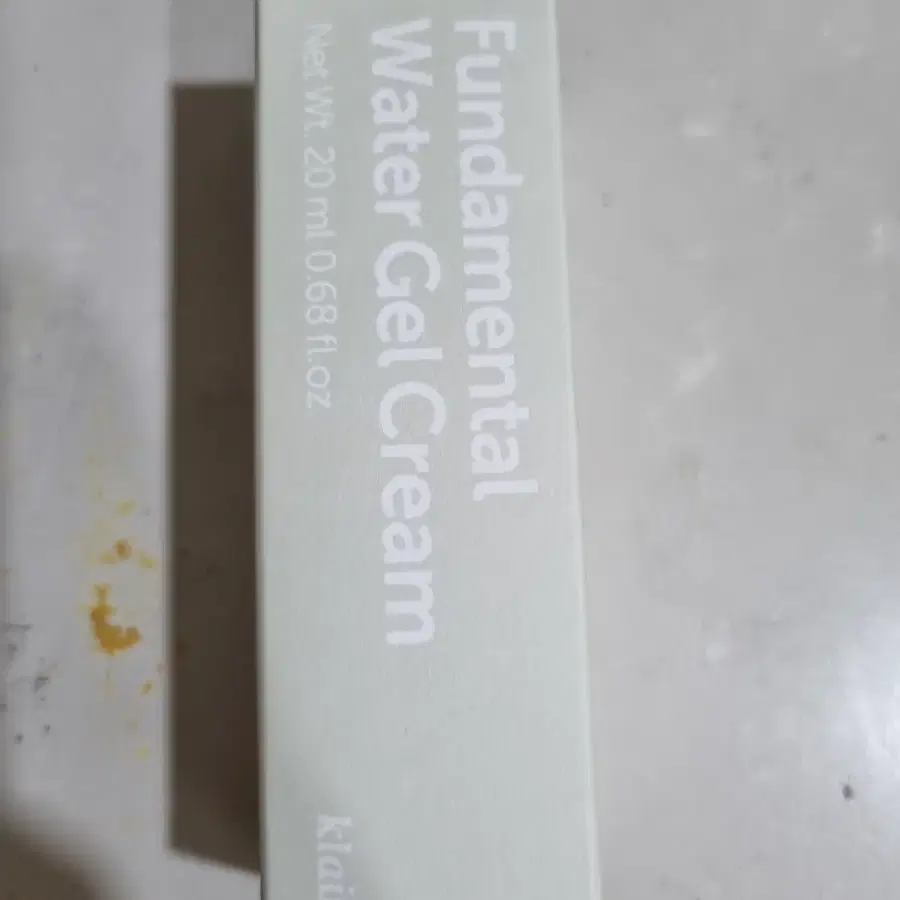 Fundamental
Water Gel Cream
Net Wt. 20 ml 0.68 fl.oz